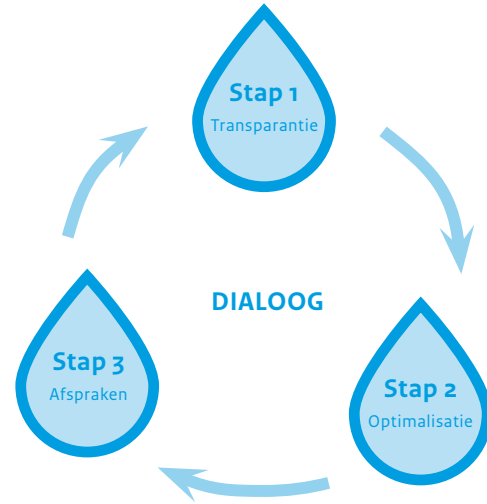 Stap 1
Transparantie
DIALOOG
Stap 3
Afspraken
Stap 2
Optimalisatie